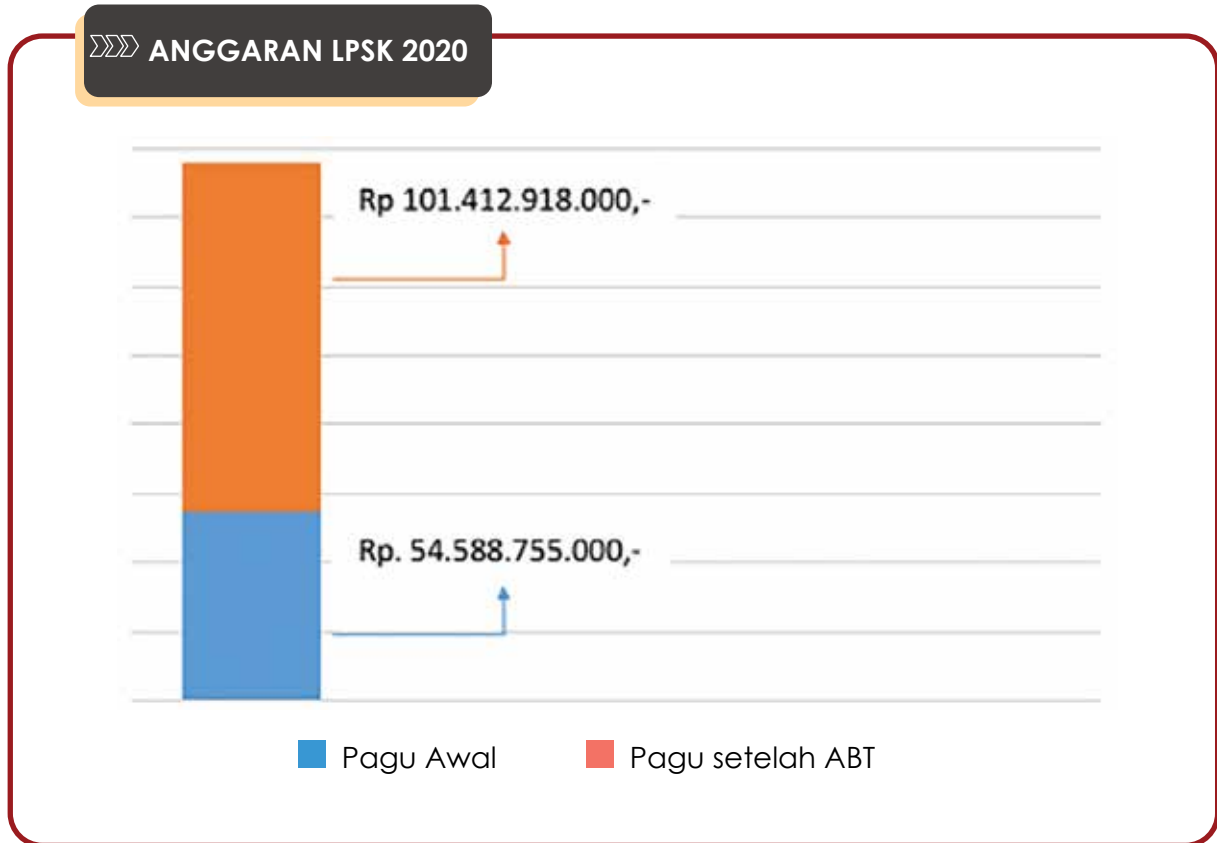 ANGGARAN LPSK 2020
Rp 101.412.918.000,-
Rp. 54.588.755.000,-
Pagu Awal
Pagu setelah ABT